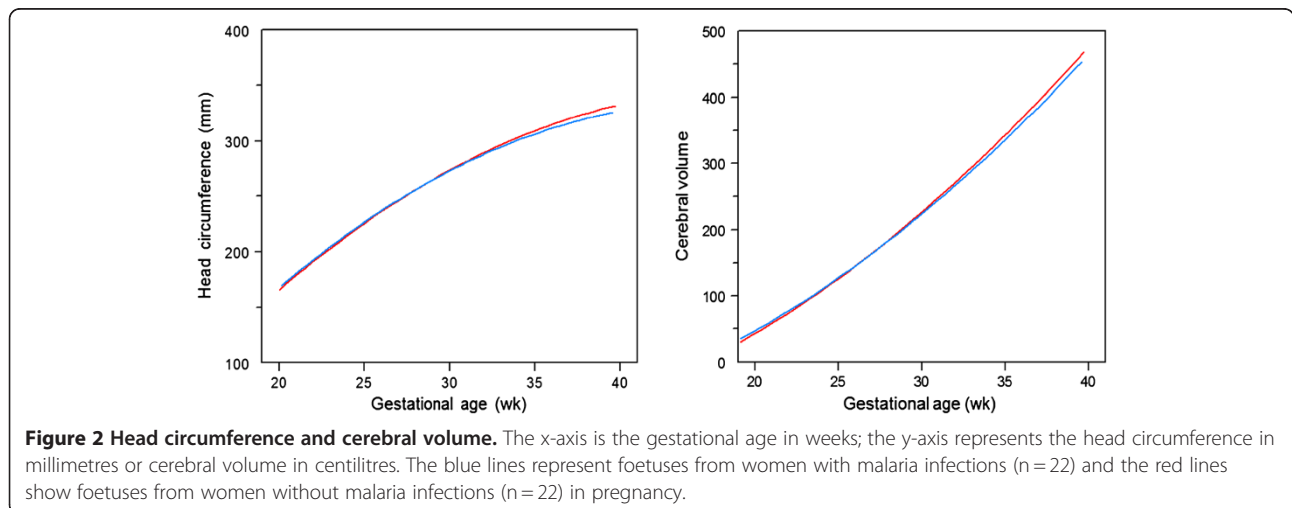 400
300
200
100
Head circumference (mm)
20 25 30 35 40
Gestational age (wk)
500
400
300
200
100
0
Cerebral volume
20 25 30 35 40
Gestational age (wk)
Figure 2 Head circumference and cerebral volume. The x-axis is the gestational age in weeks; the y-axis represents the head circumference in
millimetres or cerebral volume in centilitres. The blue lines represent foetuses from women with malaria infections (n = 22) and the red lines
show foetuses from women without malaria infections (n = 22) in pregnancy.